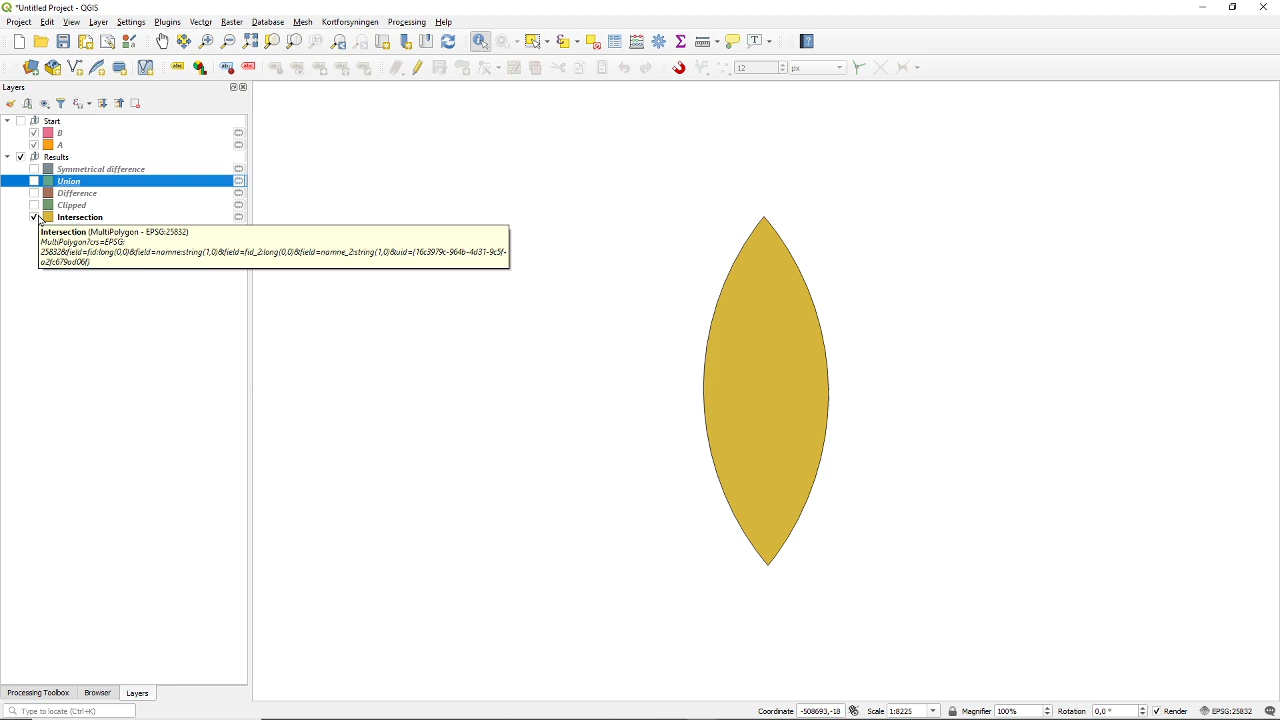 *Untitled Project - QGIS
Project Edit View Layer Settings Plugins Vector Raster Database Mesh Kortforsyningen Processing Help
12 px
Layers
Start
B
A
Results
Symmetrical difference
Union
Difference
Clipped
Intersection
Intersection (MultiPolygon - EPSG:25832)
MultiPolygon?crs=EPSG:
25832&field=fid:long(0,0)&field=namne:string(1,0)&field=fid_2:long(0,0)&field=namne_2:string(1,0)&uid={16c3979c-964b-4d31-9c5f-
a2fc679ad06f}
Processing Toolbox Browser Layers
Type to locate (Ctrl+K) Coordinate -508693,-18 Scale 1:8225 Magnifier 100% Rotation 0,0 ° Render EPSG:25832